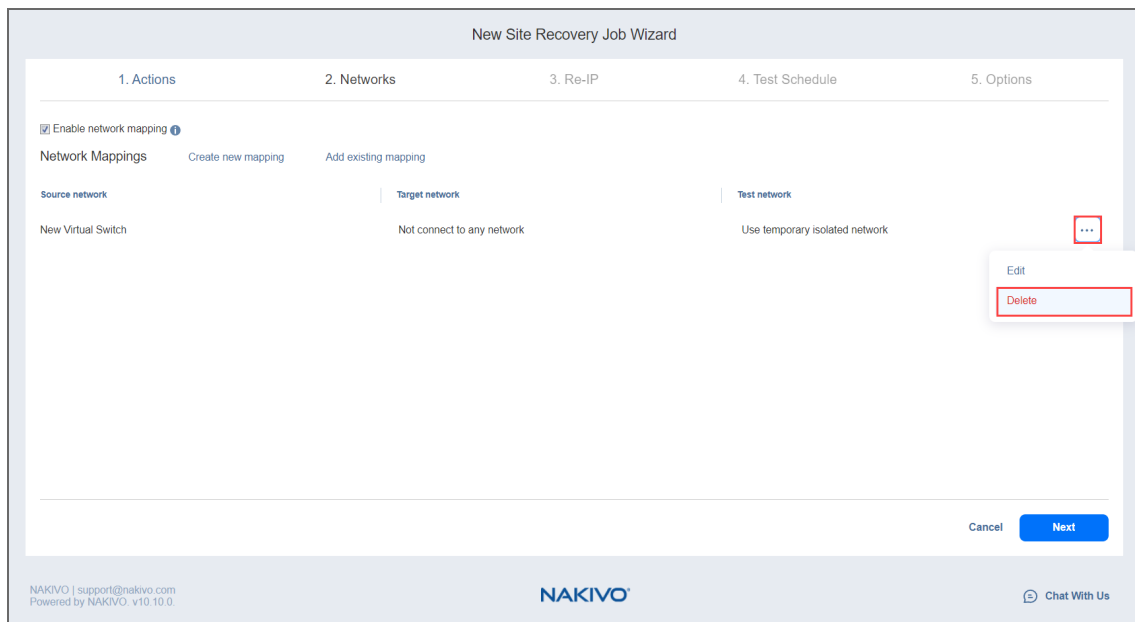 New Site Recovery Job Wizard
1. Actions 2. Networks 3. Re-IP 4. Test Schedule 5. Options
Enable network mapping
Network Mappings Create new mapping Add existing mapping
Source network Target network Test network
New Virtual Switch Not connect to any network Use temporary isolated network ...
Edit
Delete
Cancel Next
NAKIVO | support@nakivo.com
Powered by NAKIVO. v10.10.0.
NAKIVO®
Chat With Us